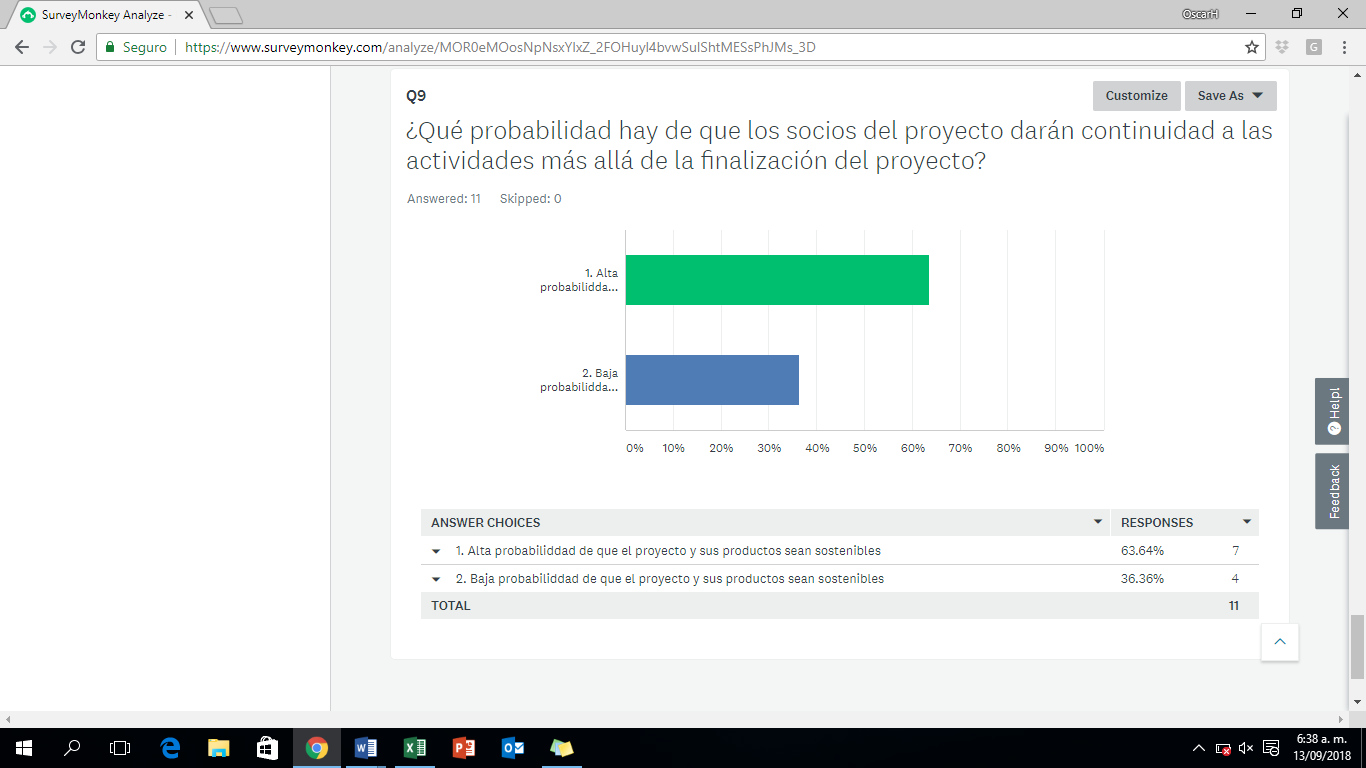 SurveyMonkey Analyze -
OscarH
Seguro
https://www.surveymonkey.com/analyze/MOR0eMOosNpNsxYlxZ_2FOHuyl4bvwSulShtMESsPhJMs_3D
G
Q9
Customize
Save As
¿Qué probabilidad hay de que los socios del proyecto darán continuidad a las
actividades más allá de la finalización del proyecto?
Answered: 11 Skipped: 0
1. Alta
probabilidda...
2. Baja
probabilidda...
0% 10% 20% 30% 40% 50% 60% 70% 80% 90% 100%
Help!
Feedback
ANSWER CHOICES RESPONSES
1. Alta probabiliddad de que el proyecto y sus productos sean sostenibles 63.64% 7
2. Baja probabiliddad de que el proyecto y sus productos sean sostenibles 36.36% 4
TOTAL 11
6:38 a. m.
13/09/2018